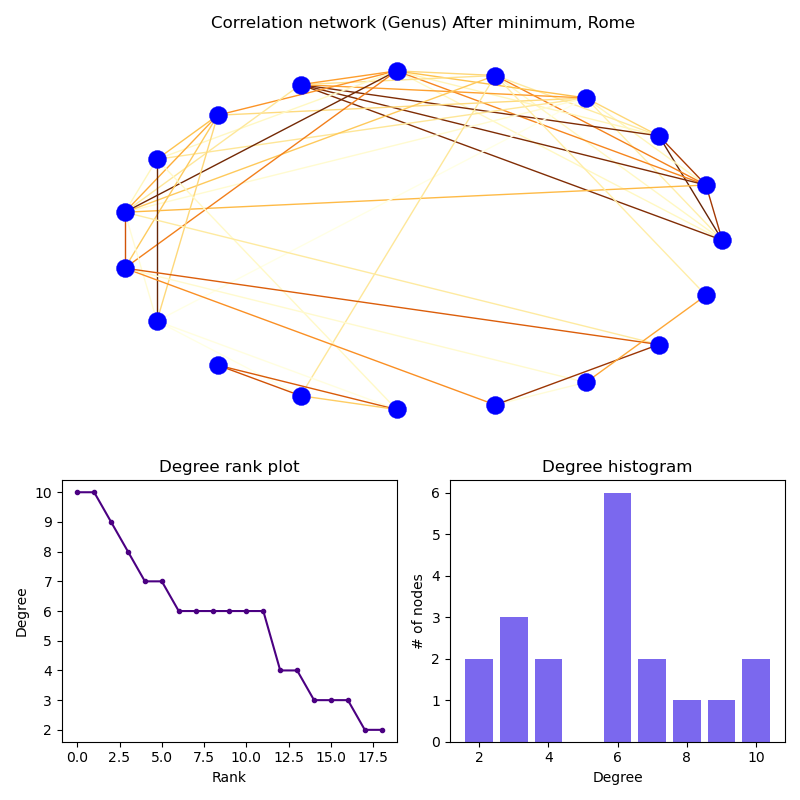 Correlation network (Genus) After minimum, Rome
Degree rank plot
Degree
10
9
8
7
6
5
4
3
2
0.0 2.5 5.0 7.5 10.0 12.5 15.0 17.5
Rank
Degree histogram
# of nodes
6
5
4
3
2
1
0
2 4 6 8 10
Degree